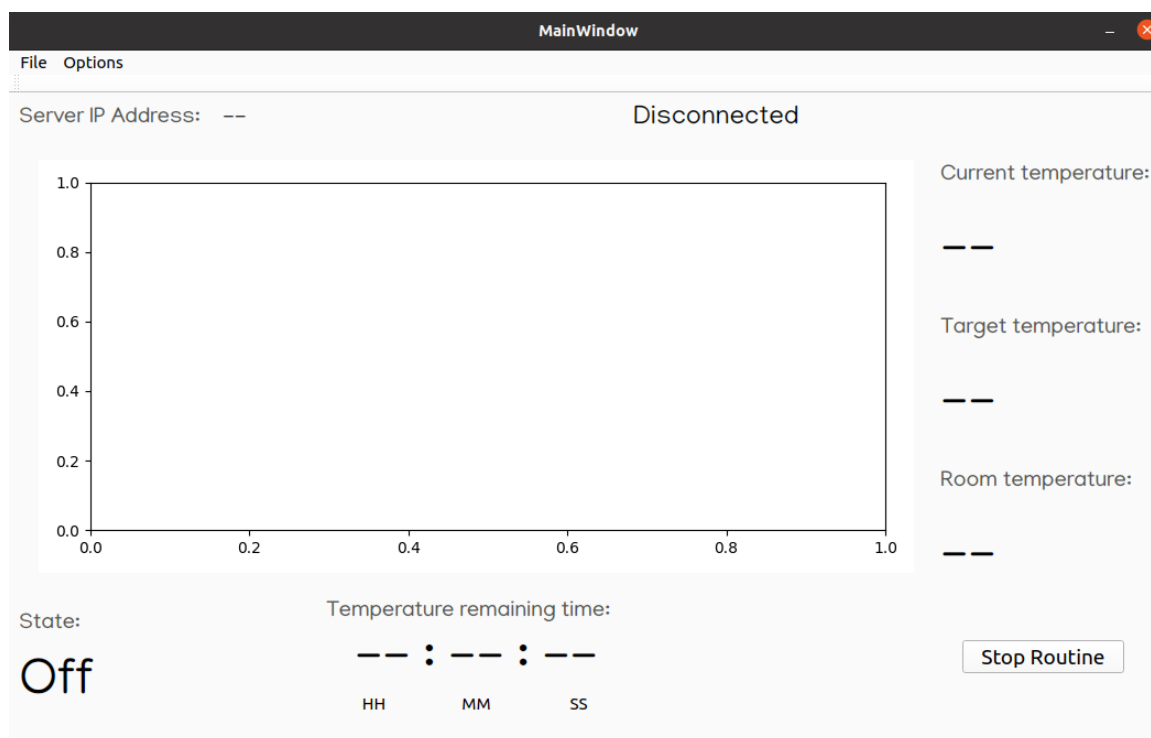 MainWindow
File Options
Server IP Address: --
Disconnected
1.0
0.8
0.6
0.4
0.2
0.0
0.0 0.2 0.4 0.6 0.8 1.0
Current temperature:
--
Target temperature:
--
Room temperature:
--
State:
Off
Temperature remaining time:
-- : -- : --
HH MM SS
Stop Routine